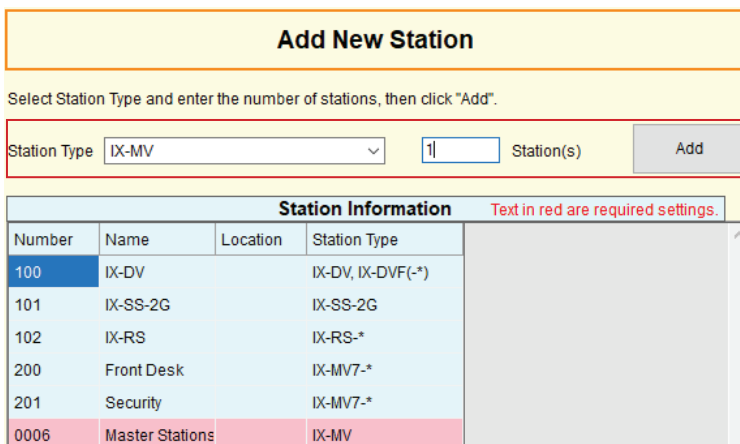 Add New Station
Select Station Type and enter the number of stations, then click "Add".
Station Type IX-MV 1 Station(s) Add
Station Information Text in red are required settings.
Number Name Location Station Type
100 IX-DV IX-DV, IX-DVF(-*)
101 IX-SS-2G IX-SS-2G
102 IX-RS IX-RS-*
200 Front Desk IX-MV7-*
201 Security IX-MV7-*
0006 Master Stations IX-MV